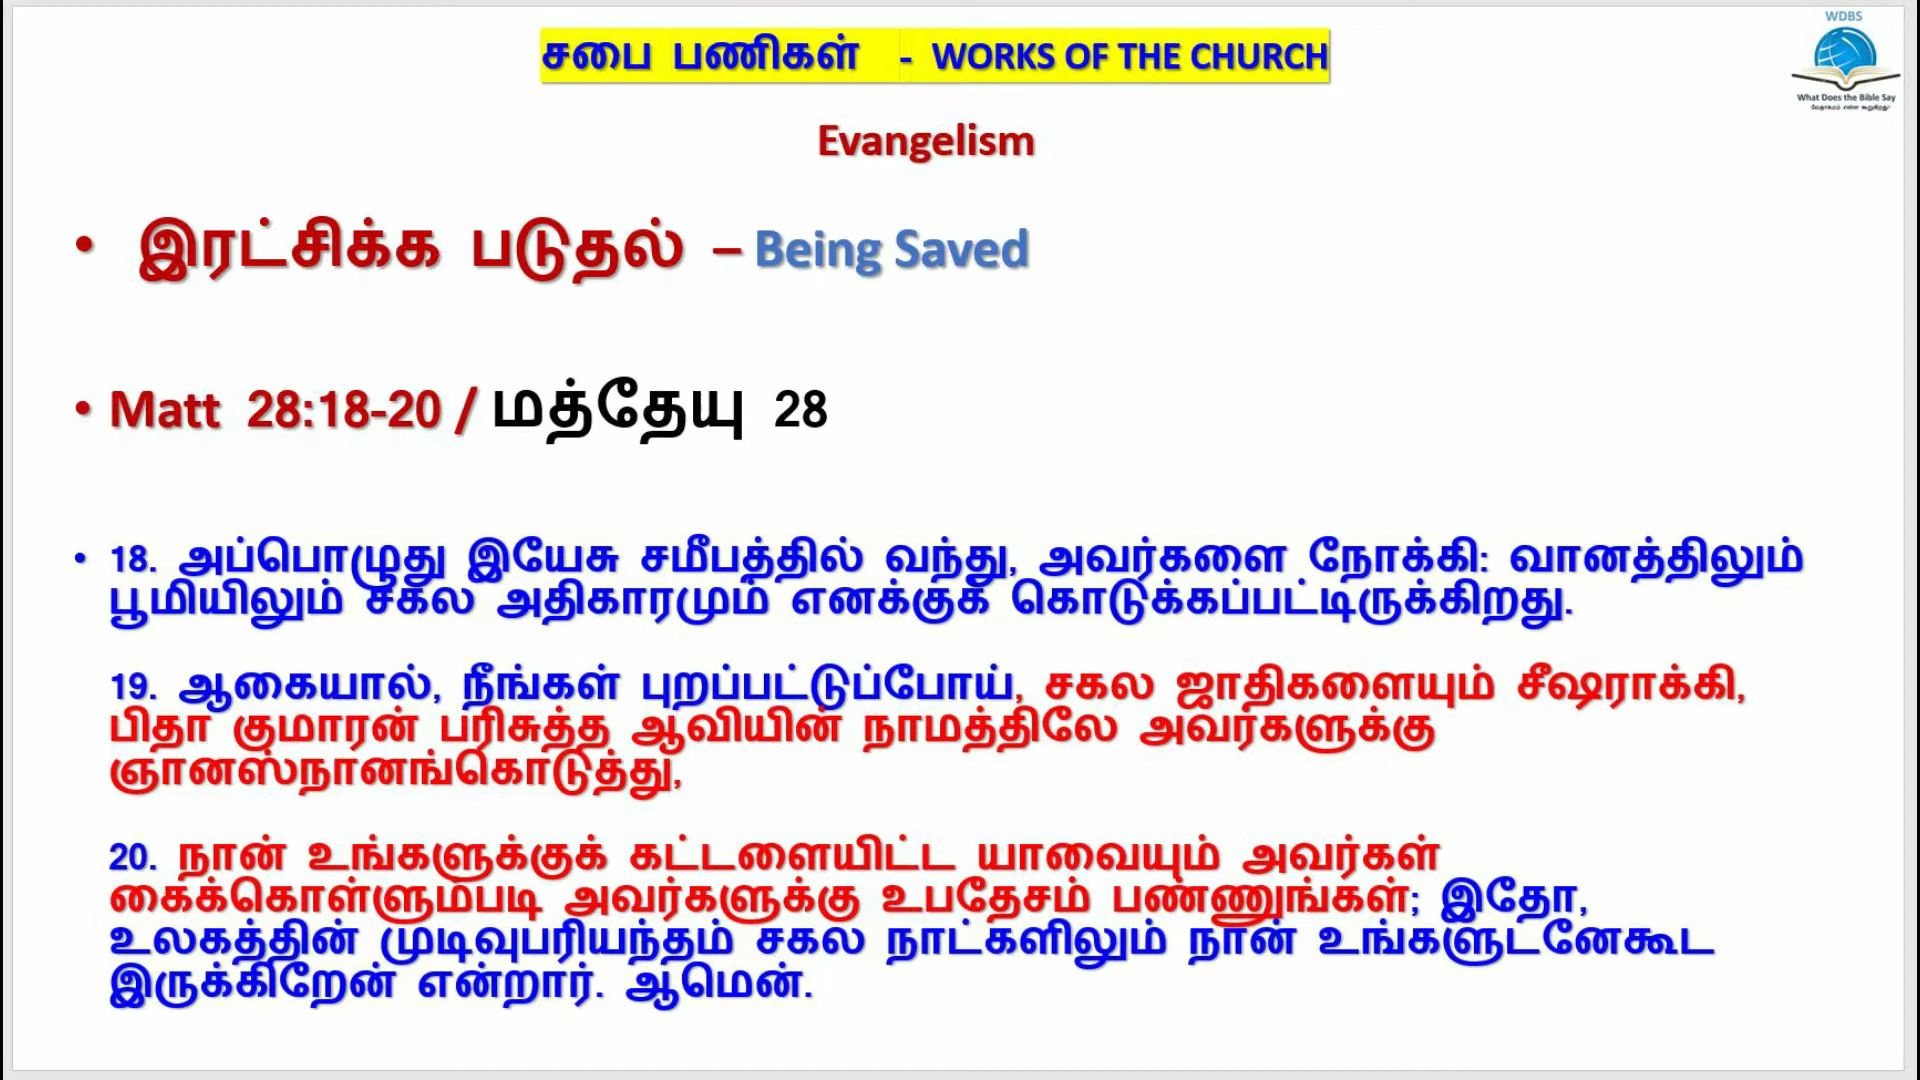 WDBS
சபை பணிகள் - WORKS OF THE CHURCH
What Does the Bible Say
வேதாகமம் என்ன கூறுகிறது?
Evangelism
• இரட்சிக்க படுதல் – Being Saved
• Matt 28:18-20 / மத்தேயு 28
• 18. அப்பொழுது இயேசு சமீபத்தில் வந்து, அவர்களை நோக்கி: வானத்திலும்
பூமியிலும் சகல அதிகாரமும் எனக்குக் கொடுக்கப்பட்டிருக்கிறது.
19. ஆகையால், நீங்கள் புறப்பட்டுப்போய், சகல ஜாதிகளையும் சீஷராக்கி,
பிதா குமாரன் பரிசுத்த ஆவியின் நாமத்திலே அவர்களுக்கு
ஞானஸ்நானங்கொடுத்து,
20. நான் உங்களுக்குக் கட்டளையிட்ட யாவையும் அவர்கள்
கைக்கொள்ளும்படி அவர்களுக்கு உபதேசம் பண்ணுங்கள்; இதோ,
உலகத்தின் முடிவுபரியந்தம் சகல நாட்களிலும் நான் உங்களுடனேகூட
இருக்கிறேன் என்றார். ஆமென்.